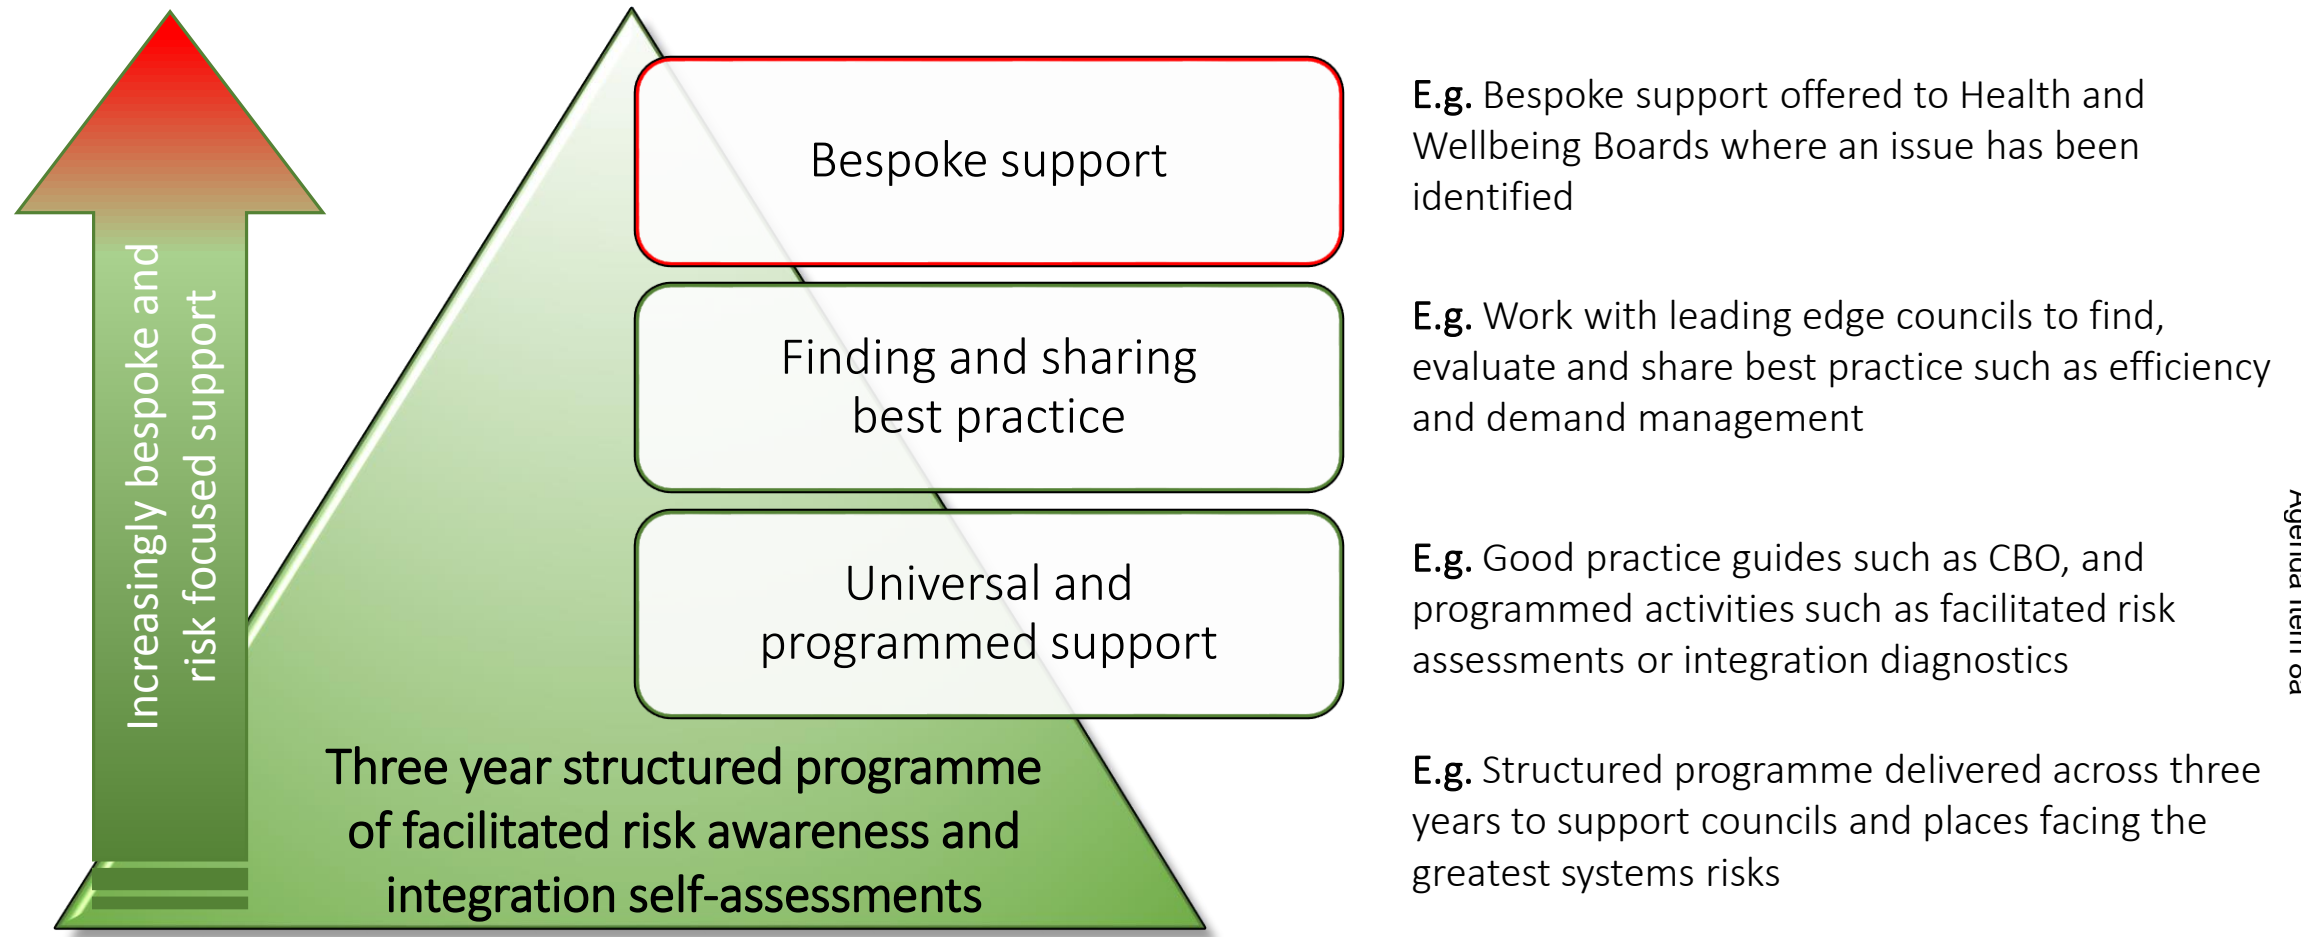 Increasingly bespoke and
risk focused support
Bespoke support
E.g. Bespoke support offered to Health and
Wellbeing Boards where an issue has been
identified
Finding and sharing
best practice
E.g. Work with leading edge councils to find,
evaluate and share best practice such as efficiency
and demand management
Universal and
programmed support
E.g. Good practice guides such as CBO, and
programmed activities such as facilitated risk
assessments or integration diagnostics
Three year structured programme
of facilitated risk awareness and
integration self-assessments
E.g. Structured programme delivered across three
years to support councils and places facing the
greatest systems risks
Agenda Item 8a